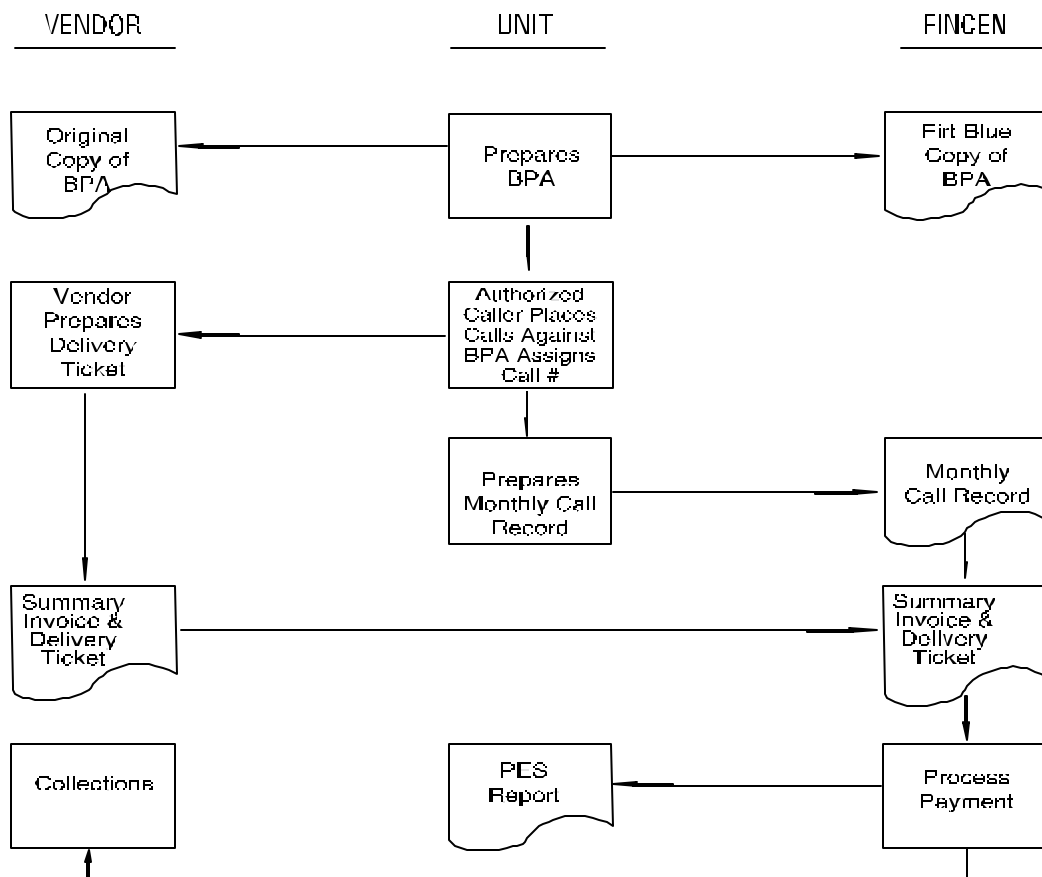 VENDOR
UNIT
FINCEN
Original
Copy of
BPA
Prepares
BPA
Firt Blue
Copy of
BPA
Vendor
Prepares
Delivery
Ticket
Authorized
Caller Places
Calls Against
BPA Assigns
Call #
Prepares
Monthly Call
Record
Monthly
Call Record
Summary
Invoice &
Delivery
Ticket
Summary
Invoice &
Delivery
Ticket
Collections
PES
Report
Process
Payment